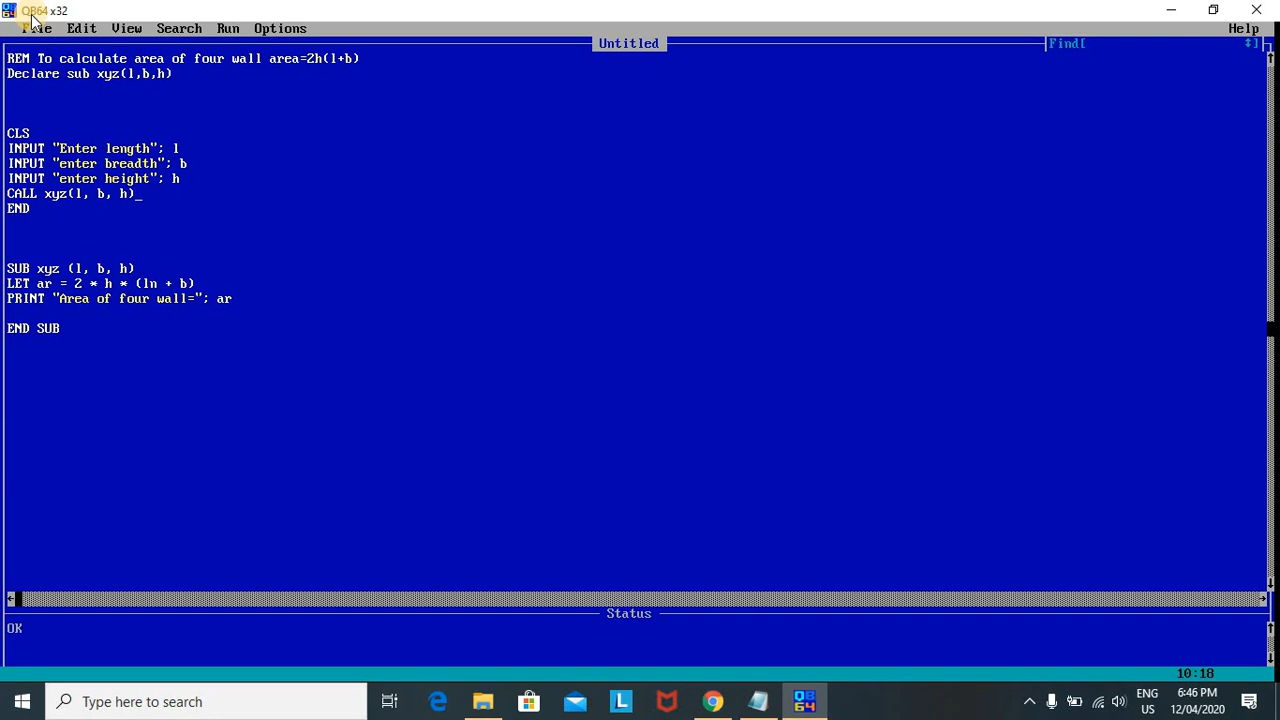 QB64 x32
File Edit View Search Run Options Help
Untitled
Find[ ]
REM To calculate area of four wall area=2h(l+b)
Declare sub xyz(l,b,h)
CLS
INPUT "Enter length"; l
INPUT "enter breadth"; b
INPUT "enter height"; h
CALL xyz(l, b, h)_
END
SUB xyz (l, b, h)
LET ar = 2 * h * (ln + b)
PRINT "Area of four wall="; ar
END SUB
Status
OK
10:18
Type here to search
ENG
US
6:46 PM
12/04/2020